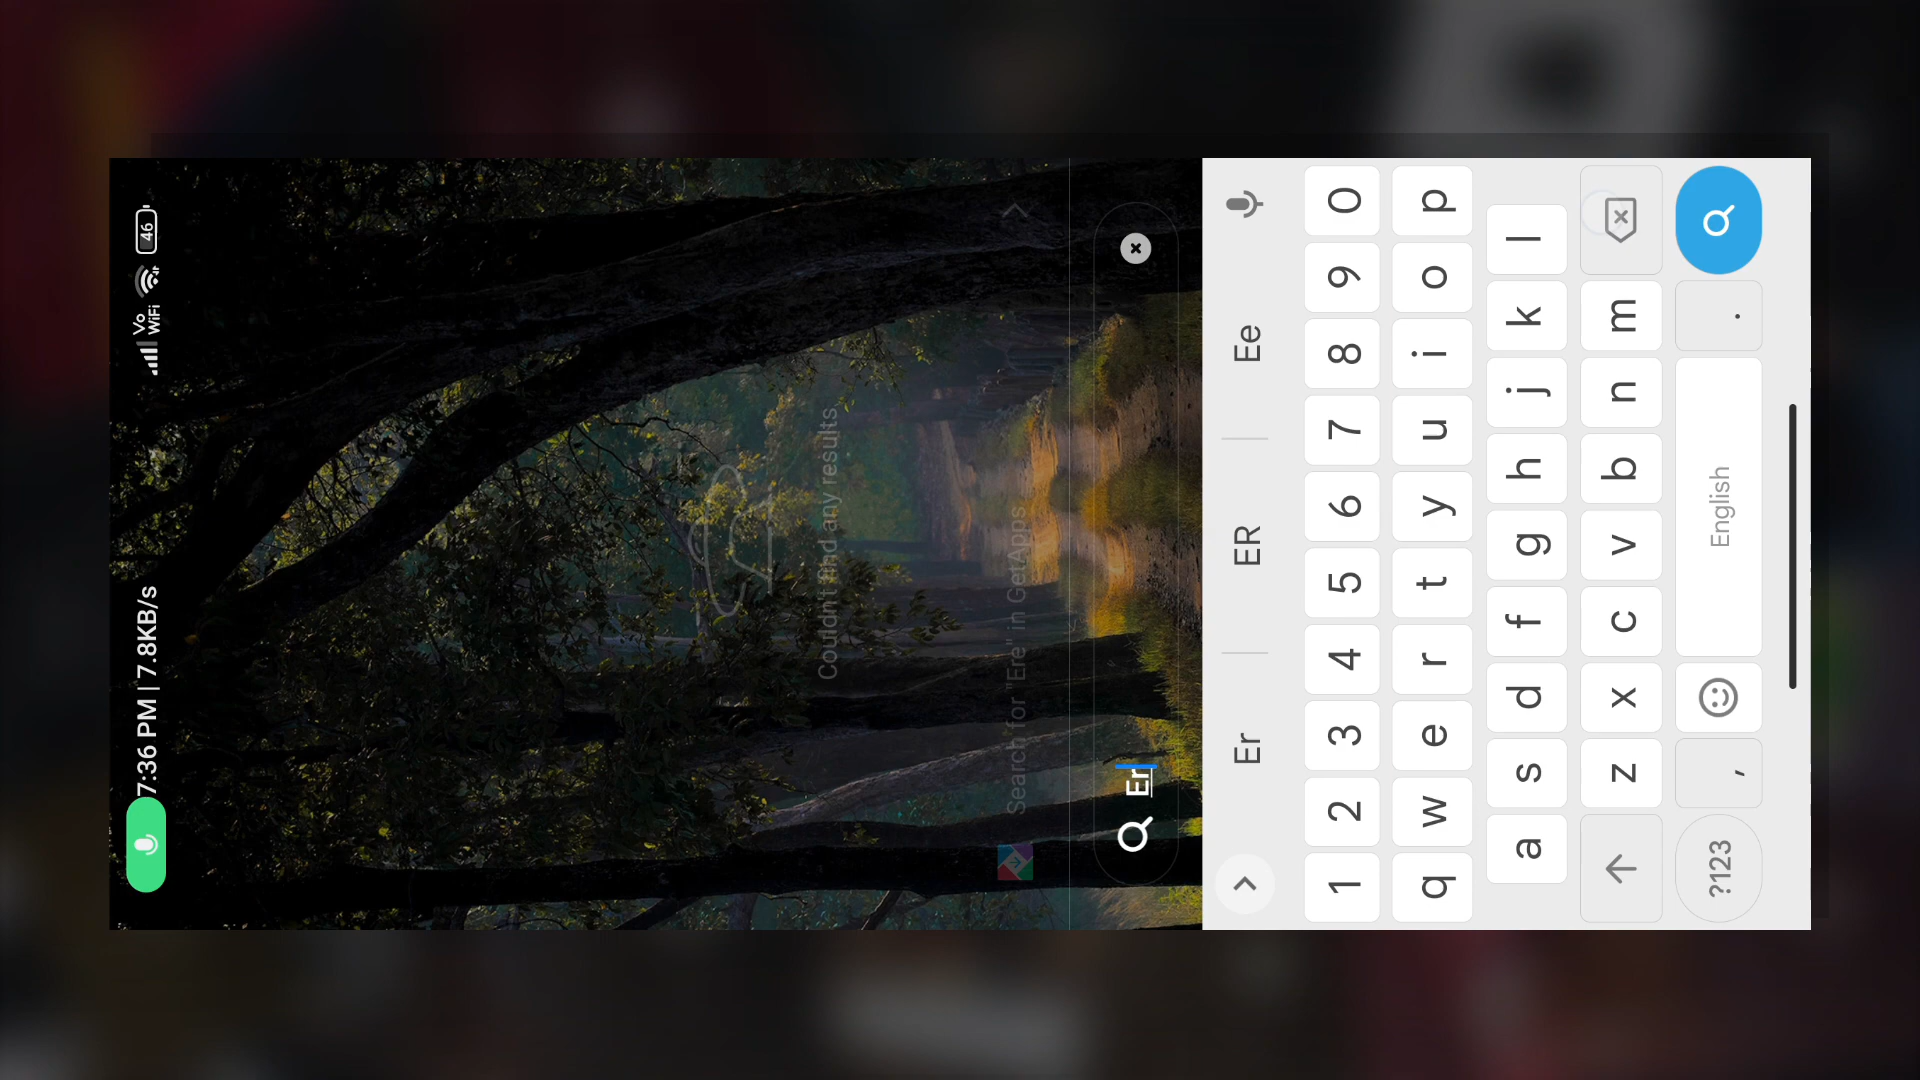 7:36 PM | 7.8KB/s
Vo
WiFi
46
Couldn't find any results
Search for "Ere" in GetApps
Er
Er
ER
Ee
1 2 3 4 5 6 7 8 9 0
q w e r t y u i o p
a s d f g h j k l
z x c v b n m
?123 , English .